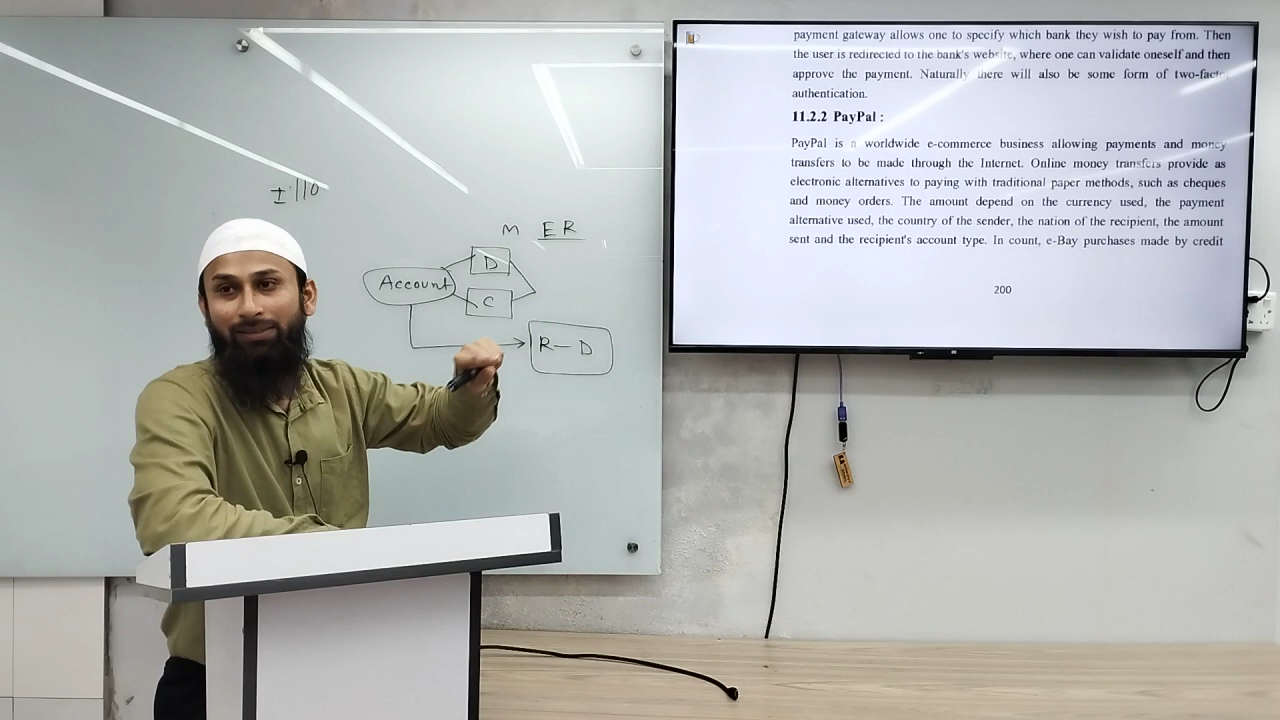 ±110
M ER
D
Account
C
R— D
payment gateway allows one to specify which bank they wish to pay from. Then
the user is redirected to the bank's website, where one can validate oneself and then
approve the payment. Naturally there will also be some form of two-factor
authentication.
11.2.2 PayPal :
PayPal is a worldwide e-commerce business allowing payments and money
transfers to be made through the Internet. Online money transfers provide as
electronic alternatives to paying with traditional paper methods, such as cheques
and money orders. The amount depend on the currency used, the payment
alternative used, the country of the sender, the nation of the recipient, the amount
sent and the recipient's account type. In count, e-Bay purchases made by credit
200